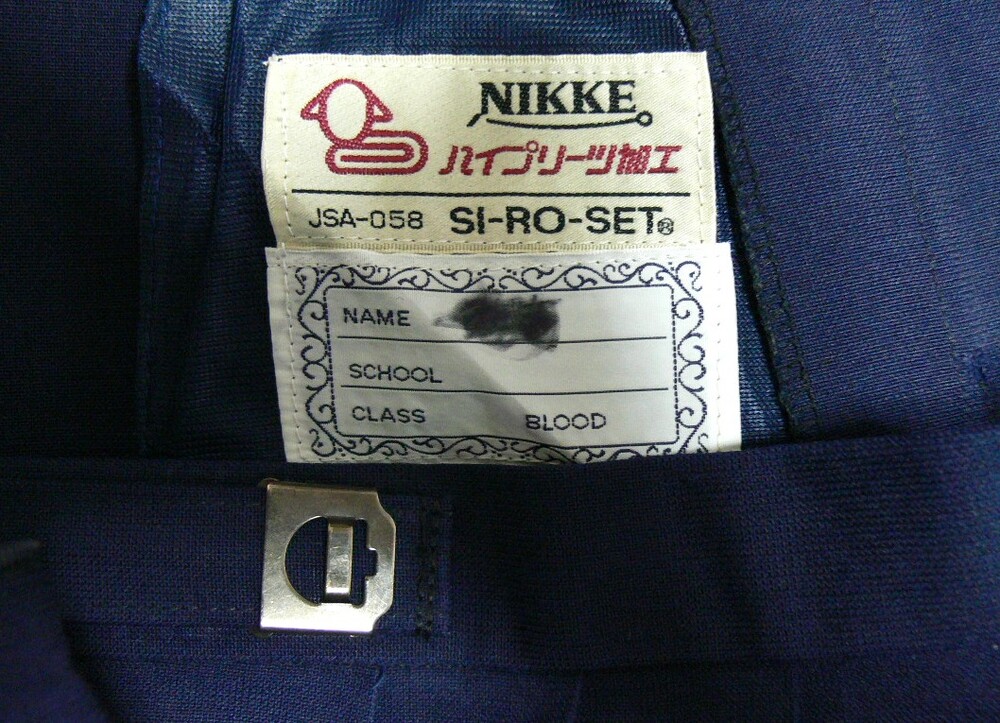 NIKKE
ハイプリーツ加工
JSA-058 SI-RO-SET®
NAME
SCHOOL
CLASS BLOOD